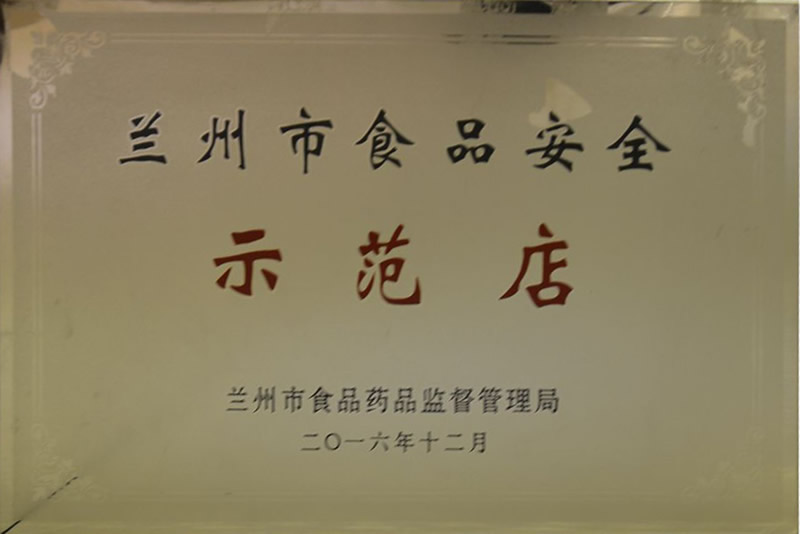 兰州市食品安全
示范店
兰州市食品药品监督管理局
二〇一六年十二月